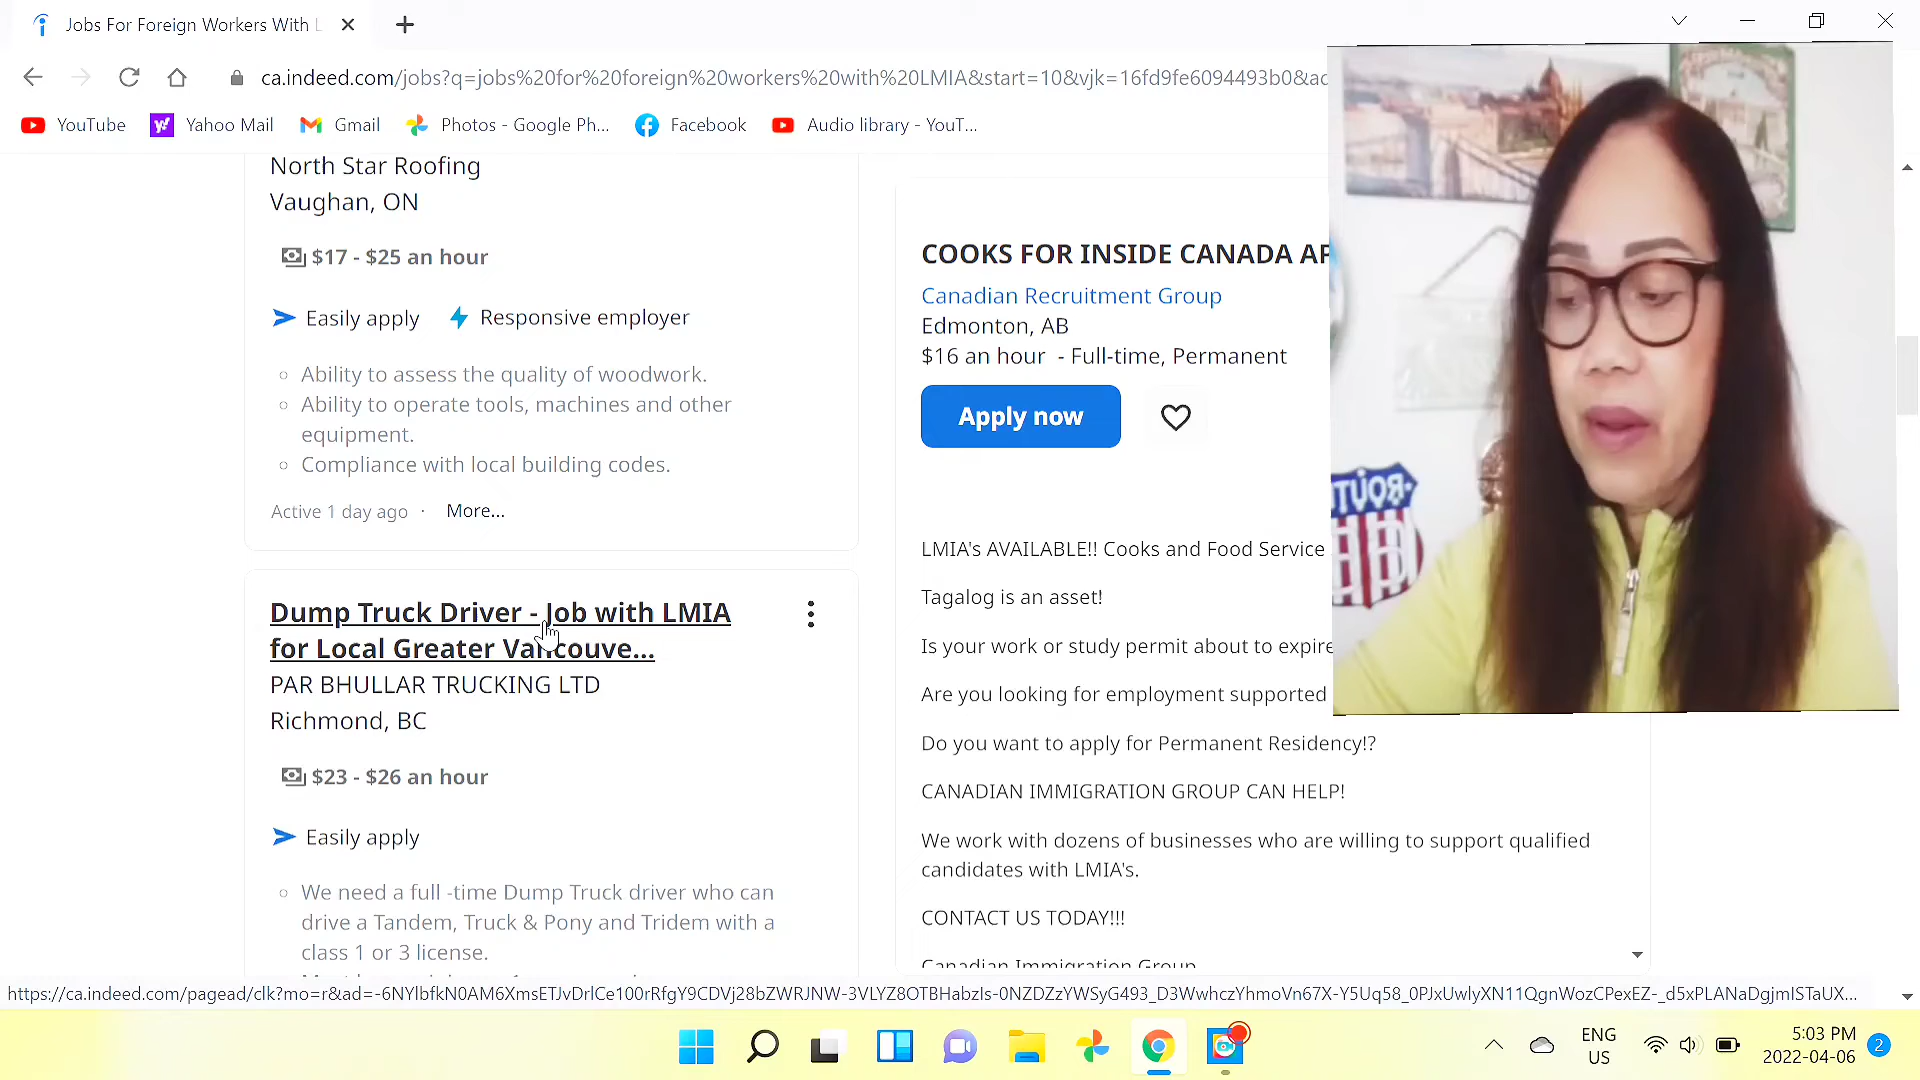 Jobs For Foreign Workers With L
ca.indeed.com/jobs?q=jobs%20for%20foreign%20workers%20with%20LMIA&start=10&vjk=16fd9fe6094493b0&ad
YouTube
Yahoo Mail
Gmail
Photos - Google Ph...
Facebook
Audio library - YouT...
North Star Roofing
Vaughan, ON
$17 - $25 an hour
Easily apply
Responsive employer
Ability to assess the quality of woodwork.
Ability to operate tools, machines and other
equipment.
Compliance with local building codes.
Active 1 day ago · More...
Dump Truck Driver - Job with LMIA
for Local Greater Vancouve...
PAR BHULLAR TRUCKING LTD
Richmond, BC
$23 - $26 an hour
Easily apply
We need a full -time Dump Truck driver who can
drive a Tandem, Truck & Pony and Tridem with a
class 1 or 3 license.
COOKS FOR INSIDE CANADA AP
Canadian Recruitment Group
Edmonton, AB
$16 an hour - Full-time, Permanent
Apply now
LMIA's AVAILABLE!! Cooks and Food Service
Tagalog is an asset!
Is your work or study permit about to expire
Are you looking for employment supported
Do you want to apply for Permanent Residency!?
CANADIAN IMMIGRATION GROUP CAN HELP!
We work with dozens of businesses who are willing to support qualified
candidates with LMIA's.
CONTACT US TODAY!!!
Canadian Immigration Group
ENG
US
5:03 PM
2022-04-06
2